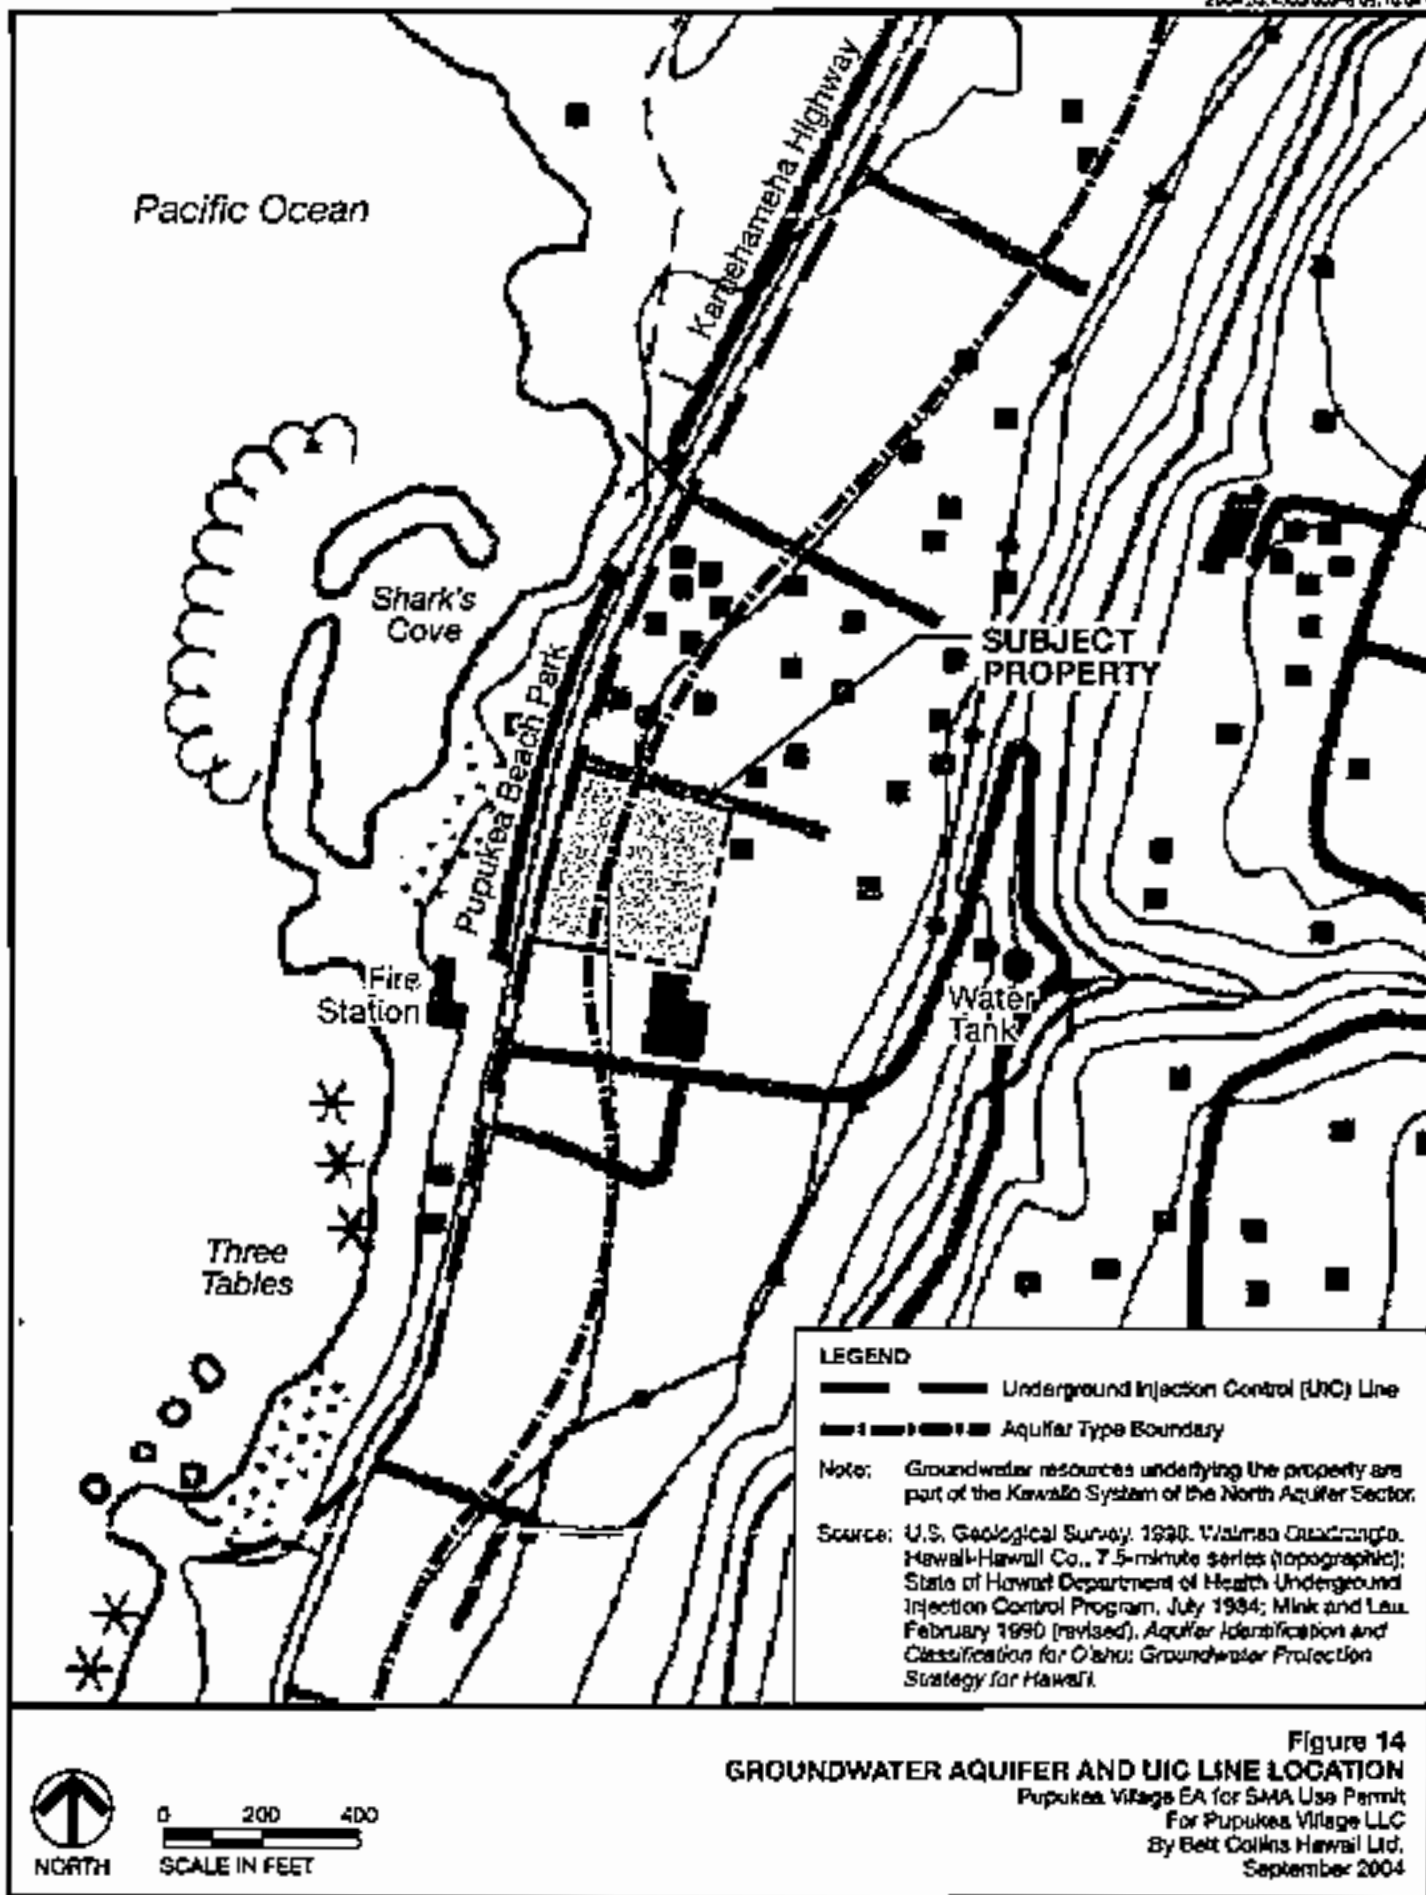 Pacific Ocean
Kamehameha Highway
Shark's
Cove
Pupukea Beach Park
SUBJECT
PROPERTY
Fire
Station
Water
Tank
Three
Tables
LEGEND
Underground Injection Control (UIC) Line
Aquifer Type Boundary
Note: Groundwater resources underlying the property are
part of the Kawailo System of the North Aquifer Sector.
Source: U.S. Geological Survey. Waimea Quadrangle,
Hawaii-Hawaii Co., 7.5-minute series (topographic);
State of Hawaii Department of Health Underground
Injection Control Program, July 1984; Mink and Lau.
February 1990 (revised). Aquifer Identification and
Classification for O'ahu: Groundwater Protection
Strategy for Hawai'i.
Figure 14
GROUNDWATER AQUIFER AND UIC LINE LOCATION
Pupukea Village EA for SMA Use Permit
For Pupukea Village LLC
By Belt Collins Hawaii Ltd.
September 2004
NORTH
0 200 400
SCALE IN FEET